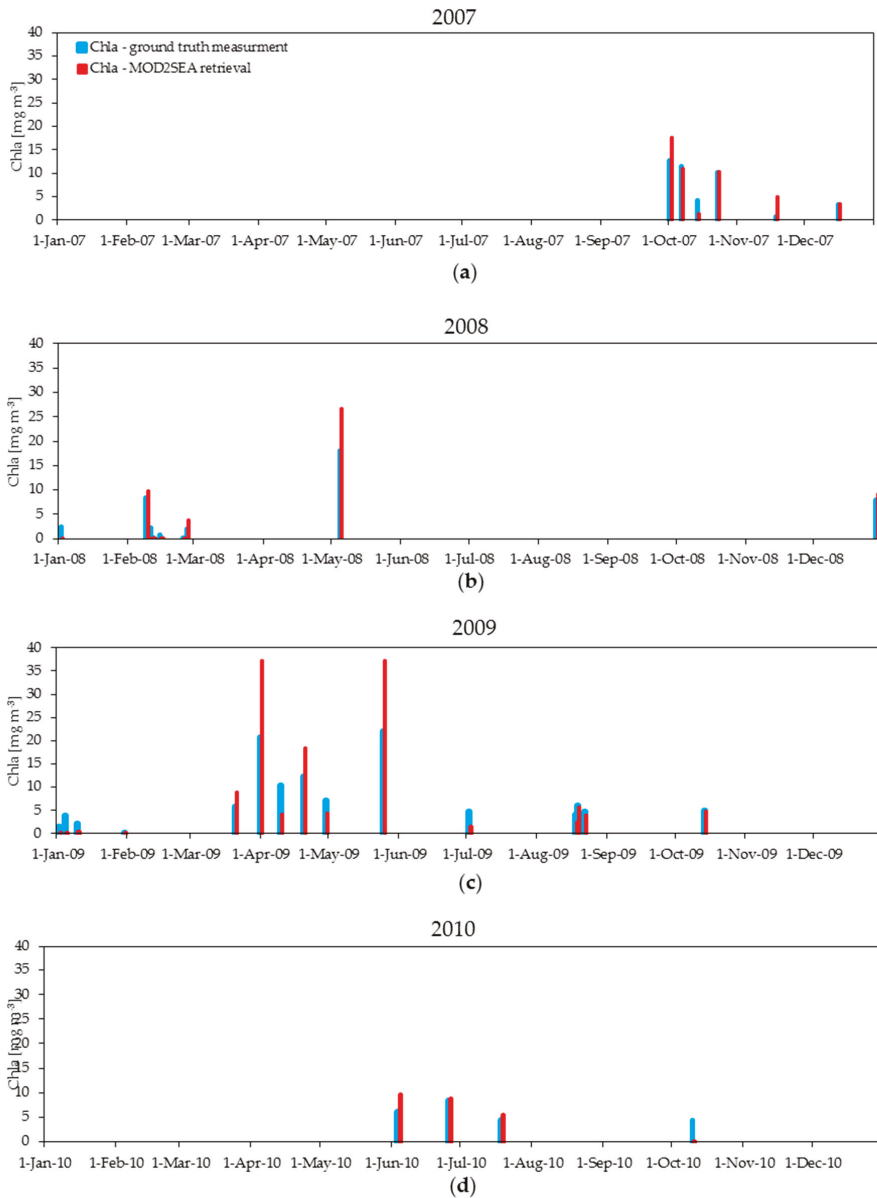 2007
Chla - ground truth measurment
Chla - MOD2SEA retrieval
Chla [mg m⁻³]
40
35
30
25
20
15
10
5
0
1-Jan-07 1-Feb-07 1-Mar-07 1-Apr-07 1-May-07 1-Jun-07 1-Jul-07 1-Aug-07 1-Sep-07 1-Oct-07 1-Nov-07 1-Dec-07
(a)
2008
Chla [mg m⁻³]
40
35
30
25
20
15
10
5
0
1-Jan-08 1-Feb-08 1-Mar-08 1-Apr-08 1-May-08 1-Jun-08 1-Jul-08 1-Aug-08 1-Sep-08 1-Oct-08 1-Nov-08 1-Dec-08
(b)
2009
Chla [mg m⁻³]
40
35
30
25
20
15
10
5
0
1-Jan-09 1-Feb-09 1-Mar-09 1-Apr-09 1-May-09 1-Jun-09 1-Jul-09 1-Aug-09 1-Sep-09 1-Oct-09 1-Nov-09 1-Dec-09
(c)
2010
Chla [mg m⁻³]
40
35
30
25
20
15
10
5
0
1-Jan-10 1-Feb-10 1-Mar-10 1-Apr-10 1-May-10 1-Jun-10 1-Jul-10 1-Aug-10 1-Sep-10 1-Oct-10 1-Nov-10 1-Dec-10
(d)